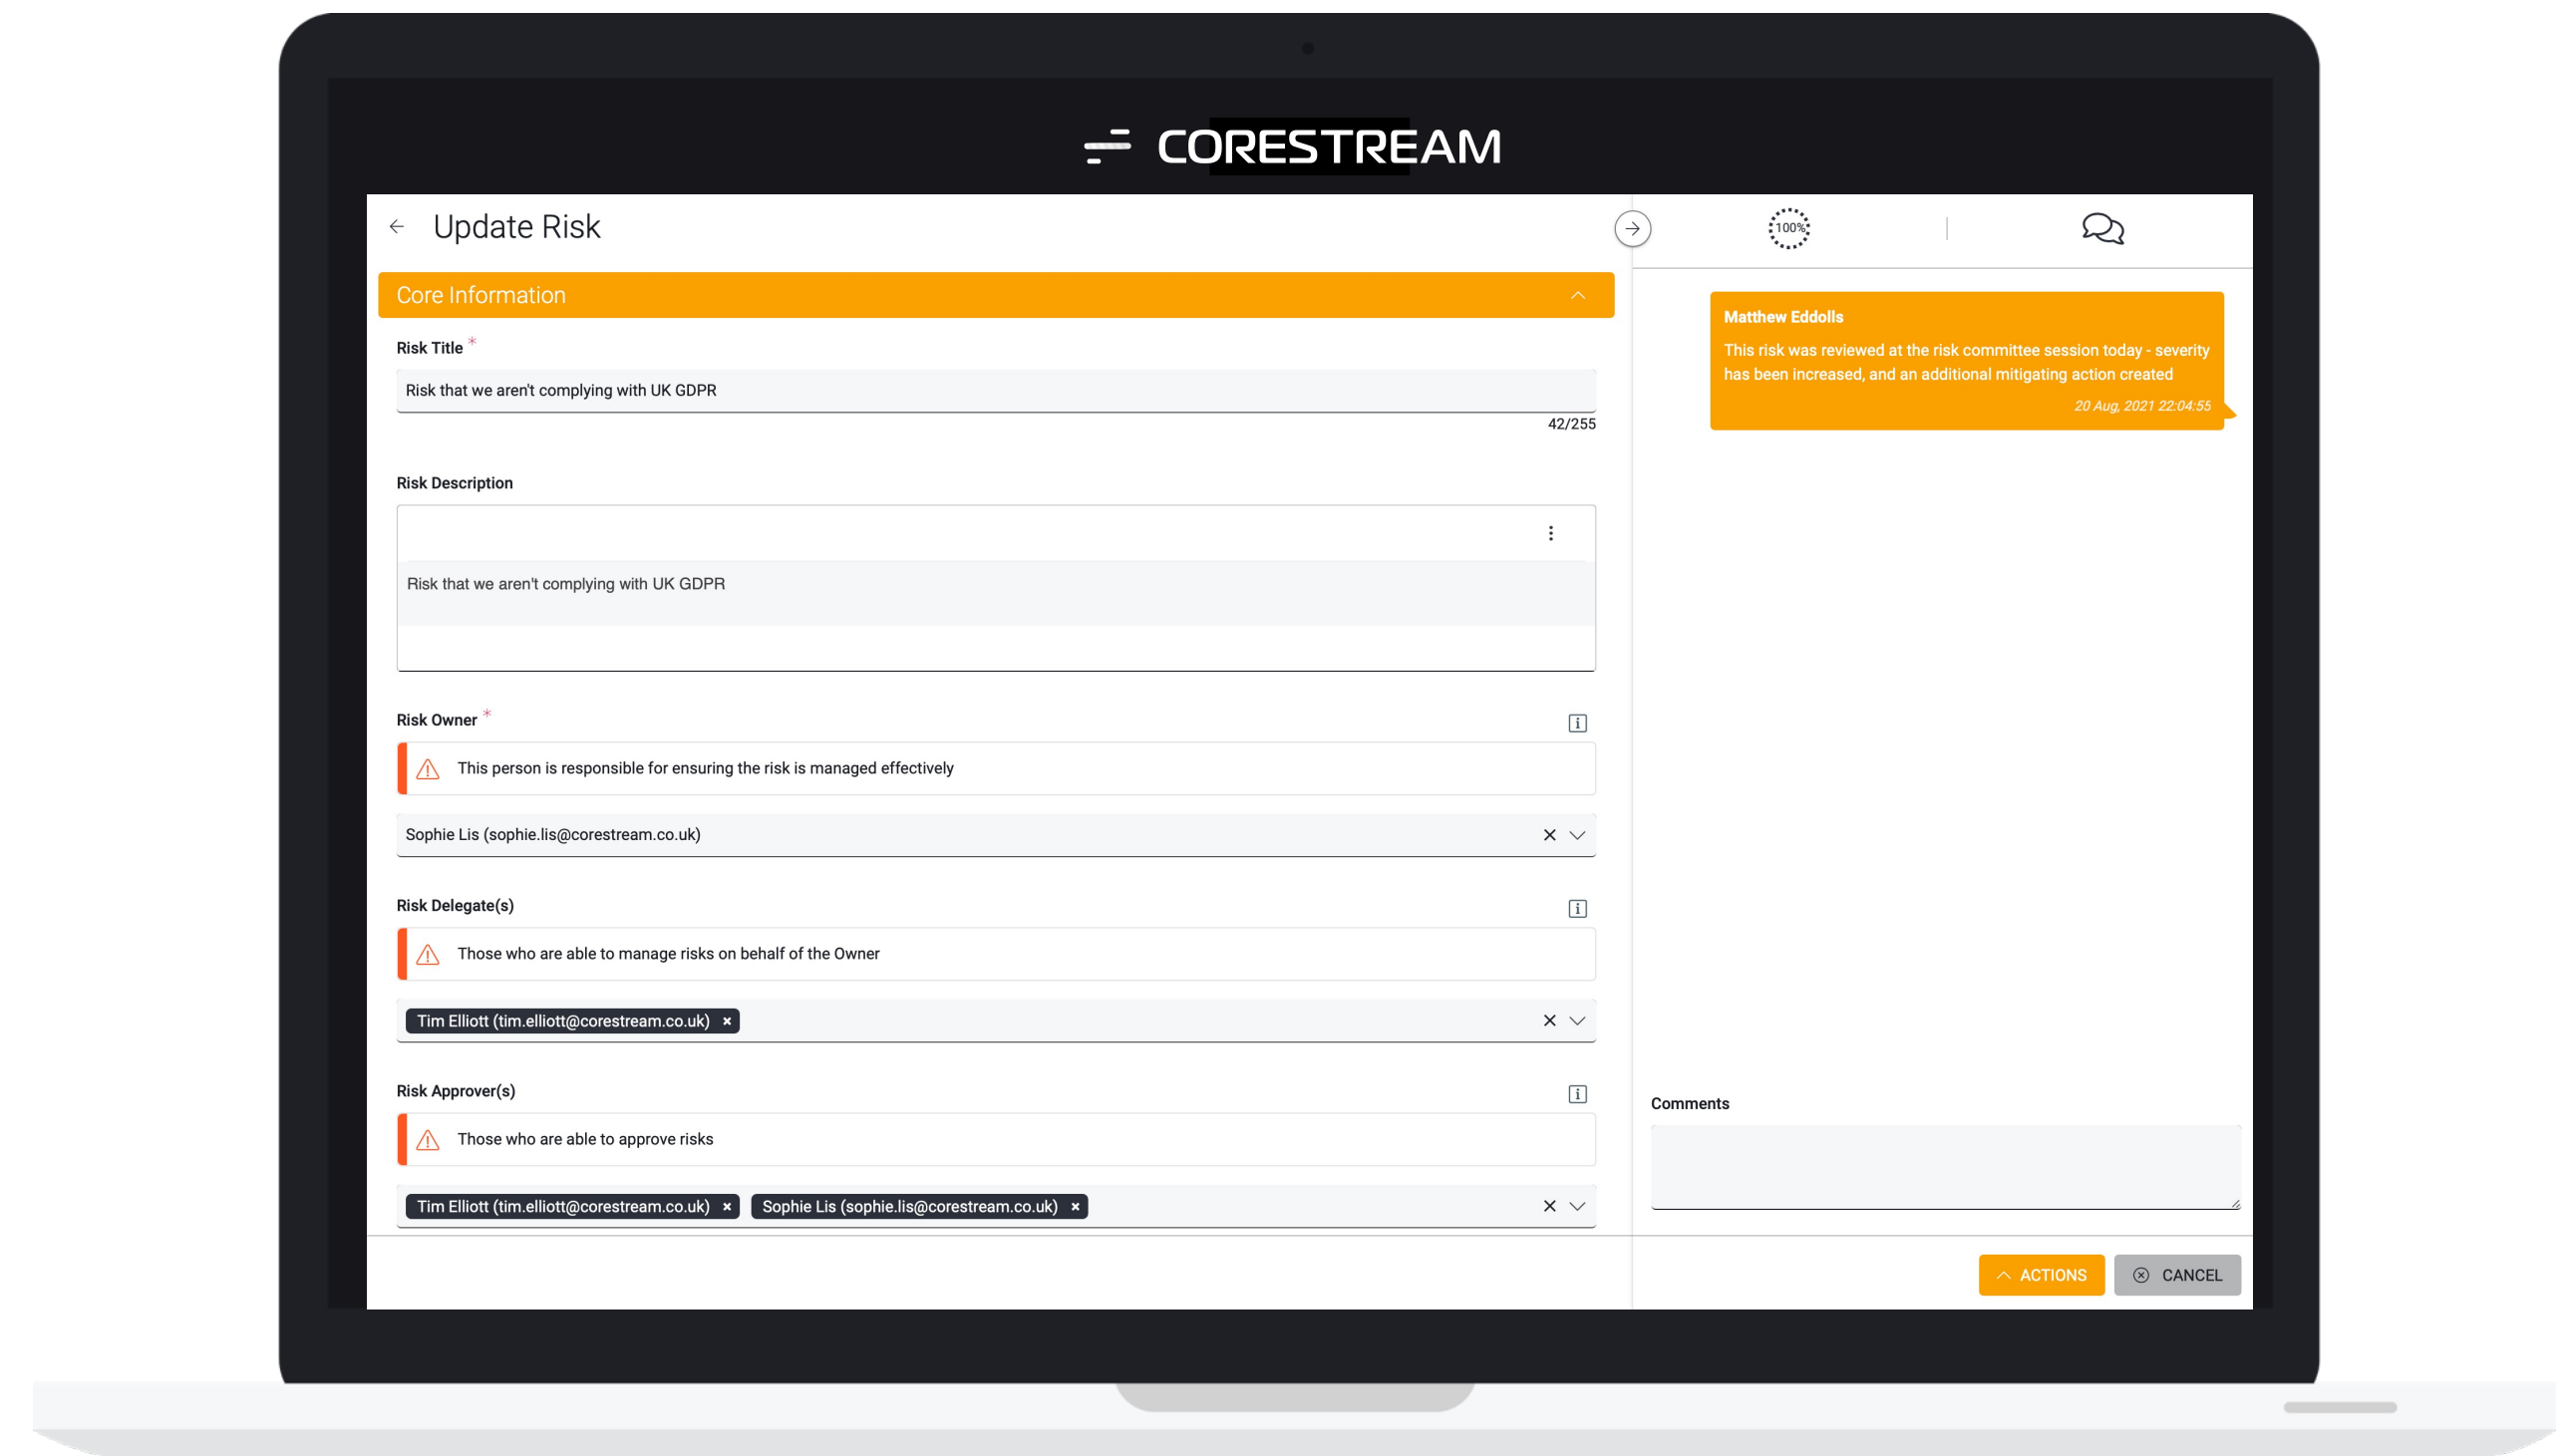 CORESTREAM
Update Risk
Core Information
Risk Title *
Risk that we aren't complying with UK GDPR
42/255
Risk Description
Risk that we aren't complying with UK GDPR
Risk Owner *
This person is responsible for ensuring the risk is managed effectively
Sophie Lis (sophie.lis@corestream.co.uk)
Risk Delegate(s)
Those who are able to manage risks on behalf of the Owner
Tim Elliott (tim.elliott@corestream.co.uk)
Risk Approver(s)
Those who are able to approve risks
Tim Elliott (tim.elliott@corestream.co.uk) Sophie Lis (sophie.lis@corestream.co.uk)
100%
Matthew Eddolls
This risk was reviewed at the risk committee session today - severity
has been increased, and an additional mitigating action created
20 Aug, 2021 22:04:55
Comments
ACTIONS
CANCEL